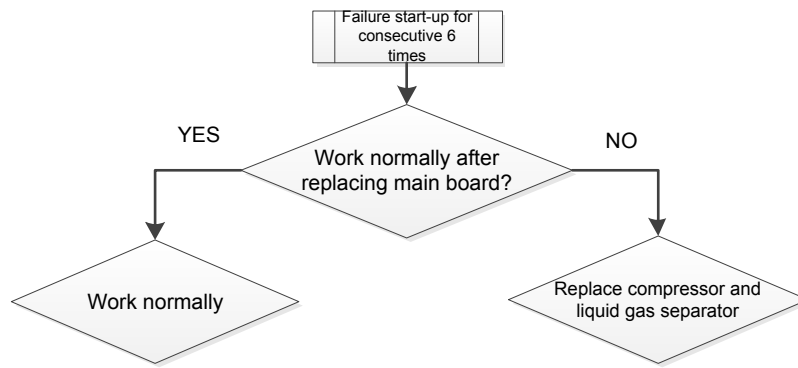 Failure start-up for
consecutive 6
times
YES
NO
Work normally after
replacing main board?
Work normally
Replace compressor and
liquid gas separator